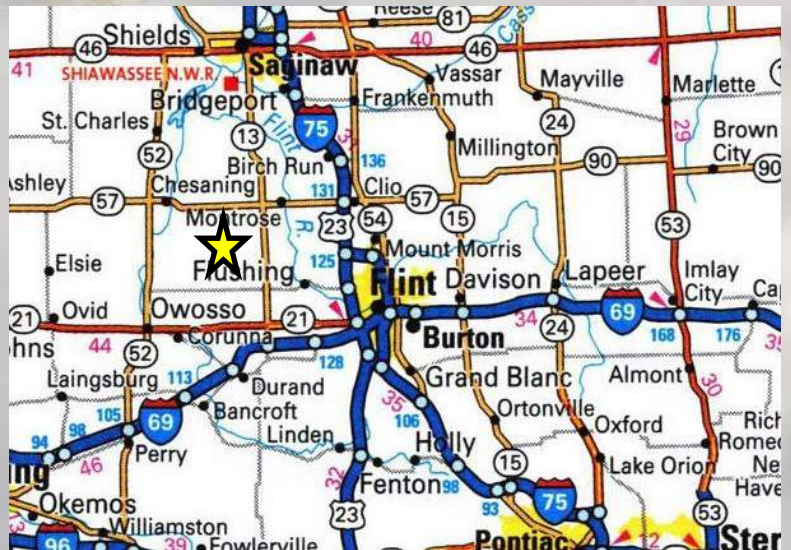 Reese 81 Cass
46 Shields 40 46
41 SHIAWASSEE N.W.R. Saginaw
Vassar Mayville Marlette
Bridgeport Frankenmuth
St. Charles 13 Flint 75 24 29 Brown
52 Millington City
Birch Run 136 90 90
Ashley Chesaning 131 Clio
57 57
Montrose 23 54 15 53
R.
Mount Morris
Elsie 125
Flushing Flint Davison Lapeer Imlay
City
Ovid Owosso 69
21 21 34
44 Corunna Burton 24 168 176
52 128
Laingsburg 113 Durand Grand Blanc Almont 30
105 Bancroft 35 Ortonville
69 106 Oxford
94 98 Linden Holly
46 Perry 15 Lake Orion
Fenton 98
Okemos 32 93 75
Williamston 23 53
96 39 Fowlerville Pontiac 12